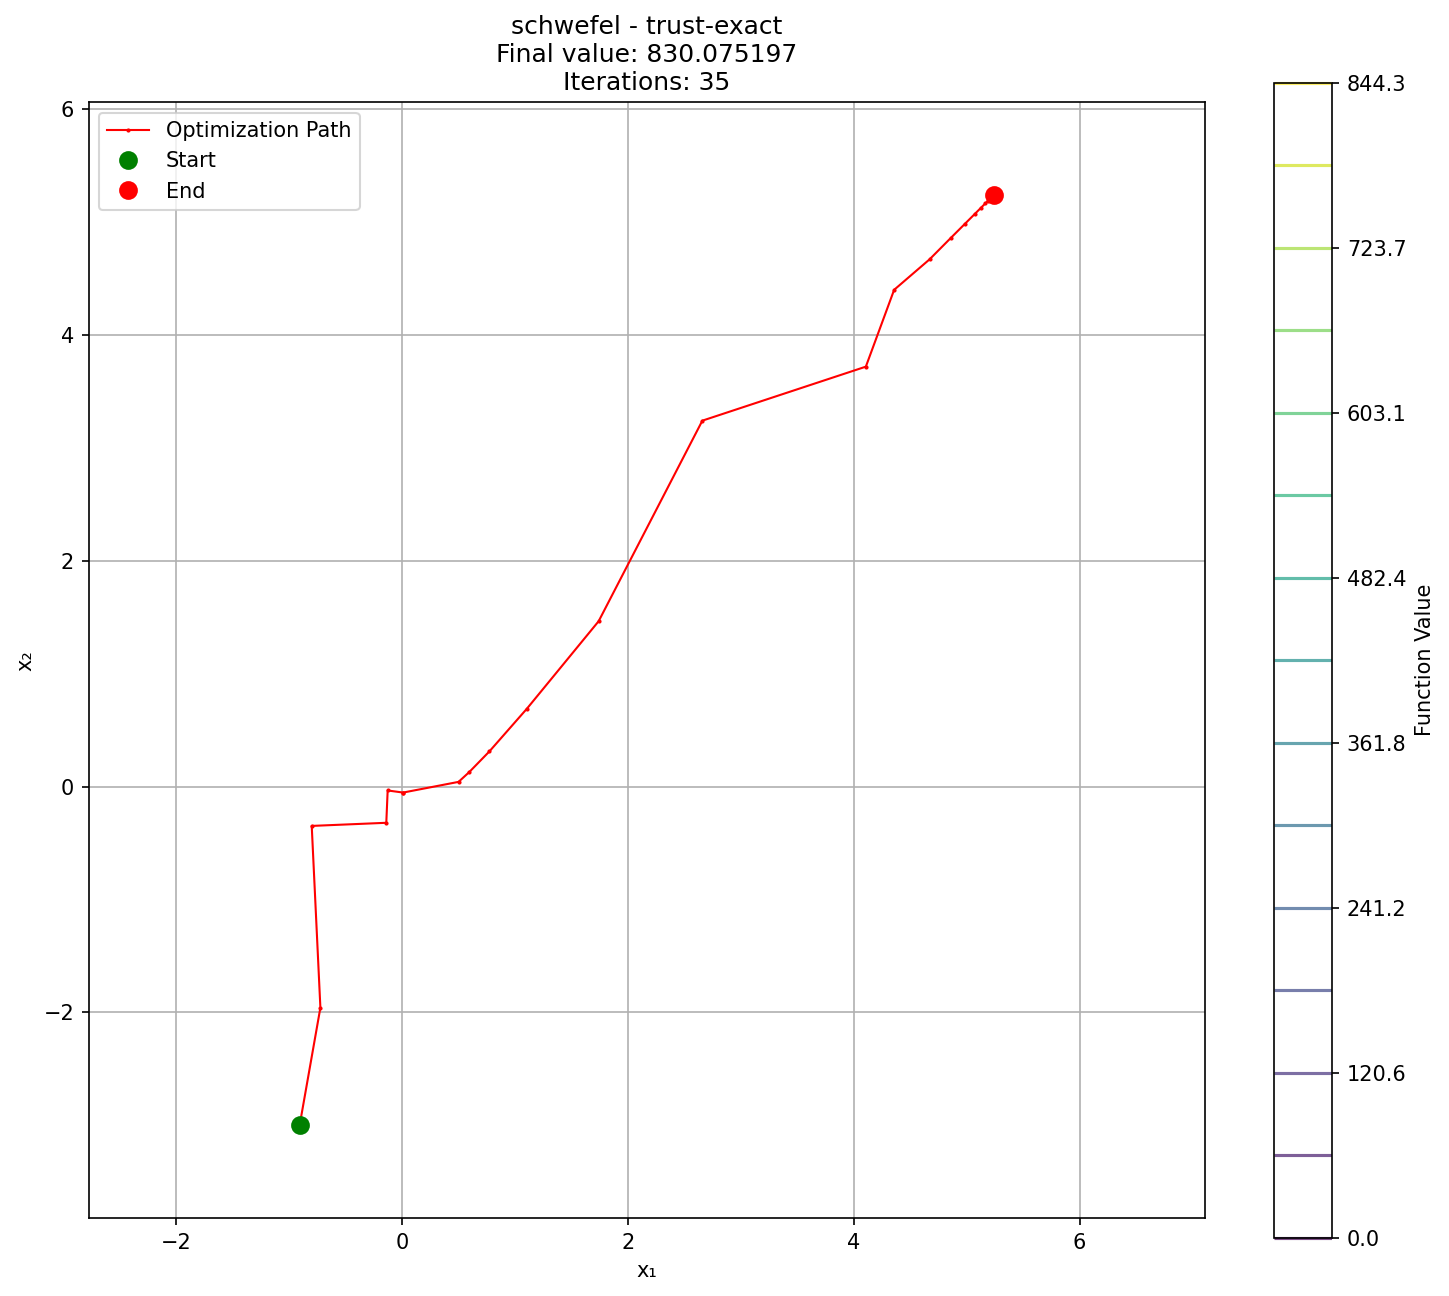 schwefel - trust-exact
Final value: 830.075197
Iterations: 35
Optimization Path
Start
End
6
4
2
0
−2
−2
0
2
4
6
x₁
x₂
844.3
723.7
603.1
482.4
361.8
241.2
120.6
0.0
Function Value